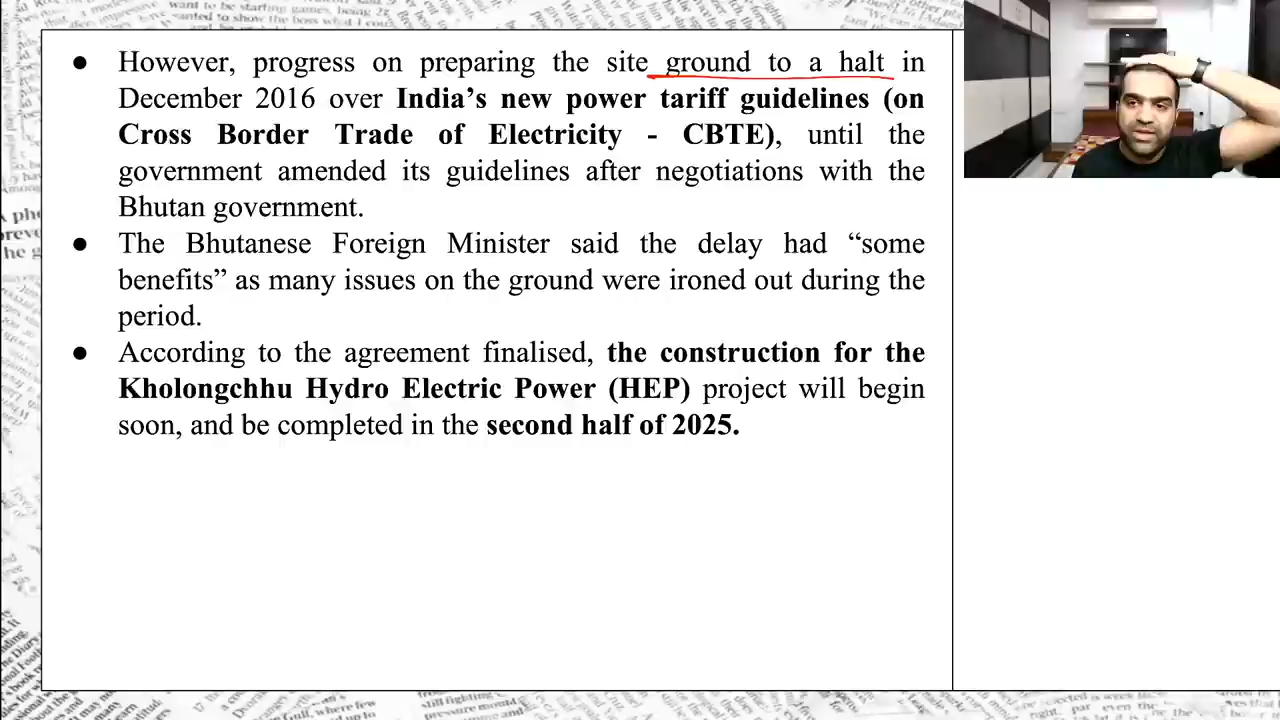 ● However, progress on preparing the site ground to a halt in
December 2016 over India’s new power tariff guidelines (on
Cross Border Trade of Electricity - CBTE), until the
government amended its guidelines after negotiations with the
Bhutan government.
● The Bhutanese Foreign Minister said the delay had “some
benefits” as many issues on the ground were ironed out during the
period.
● According to the agreement finalised, the construction for the
Kholongchhu Hydro Electric Power (HEP) project will begin
soon, and be completed in the second half of 2025.